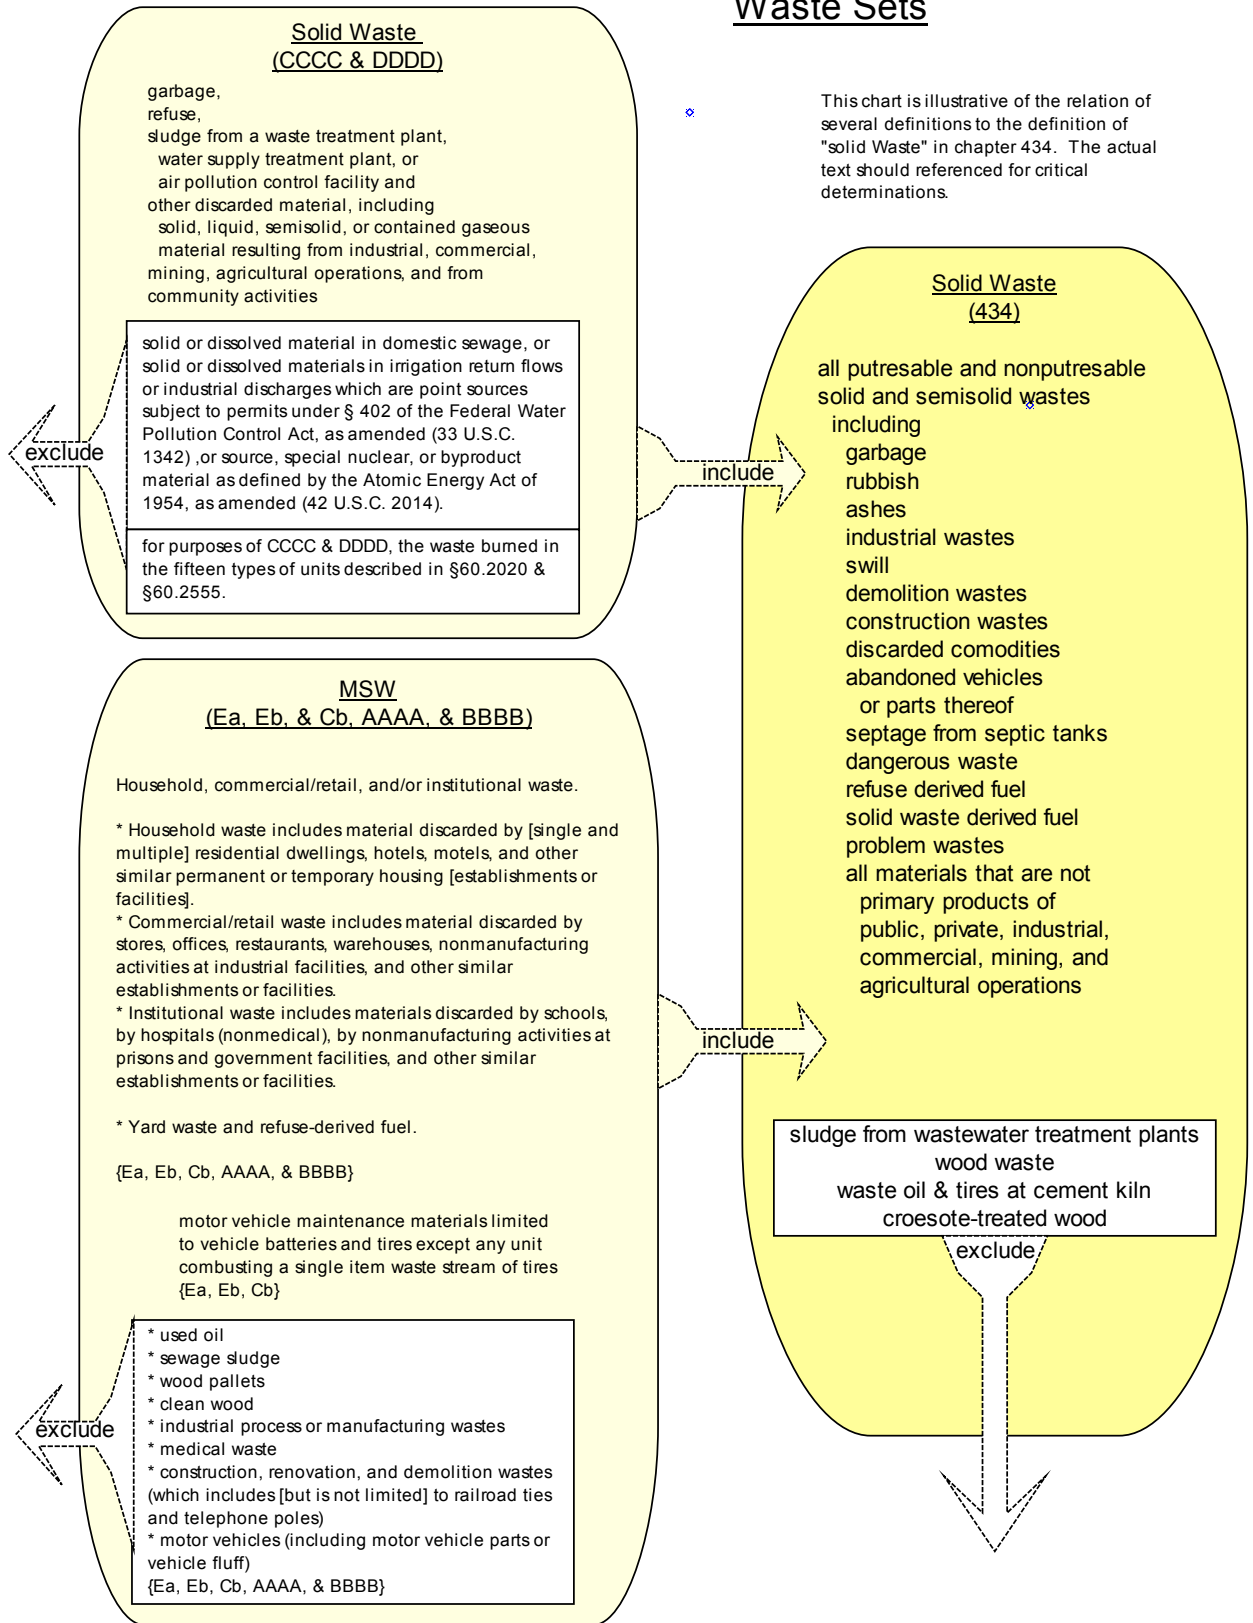 Waste Sets
Solid Waste
(CCCC & DDDD)
garbage,
refuse,
sludge from a waste treatment plant,
water supply treatment plant, or
air pollution control facility and
other discarded material, including
solid, liquid, semisolid, or contained gaseous
material resulting from industrial, commercial,
mining, agricultural operations, and from
community activities
solid or dissolved material in domestic sewage, or
solid or dissolved materials in irrigation return flows
or industrial discharges which are point sources
subject to permits under § 402 of the Federal Water
Pollution Control Act, as amended (33 U.S.C.
1342) ,or source, special nuclear, or byproduct
material as defined by the Atomic Energy Act of
1954, as amended (42 U.S.C. 2014).
for purposes of CCCC & DDDD, the waste burned in
the fifteen types of units described in §60.2020 &
§60.2555.
exclude
include
This chart is illustrative of the relation of
several definitions to the definition of
"solid Waste" in chapter 434. The actual
text should referenced for critical
determinations.
Solid Waste
(434)
all putresable and nonputresable
solid and semisolid wastes
including
garbage
rubbish
ashes
industrial wastes
swill
demolition wastes
construction wastes
discarded comodities
abandoned vehicles
or parts thereof
septage from septic tanks
dangerous waste
refuse derived fuel
solid waste derived fuel
problem wastes
all materials that are not
primary products of
public, private, industrial,
commercial, mining, and
agricultural operations
sludge from wastewater treatment plants
wood waste
waste oil & tires at cement kiln
croesote-treated wood
exclude
MSW
(Ea, Eb, & Cb, AAAA, & BBBB)
Household, commercial/retail, and/or institutional waste.
* Household waste includes material discarded by [single and
multiple] residential dwellings, hotels, motels, and other
similar permanent or temporary housing [establishments or
facilities].
* Commercial/retail waste includes material discarded by
stores, offices, restaurants, warehouses, nonmanufacturing
activities at industrial facilities, and other similar
establishments or facilities.
* Institutional waste includes materials discarded by schools,
by hospitals (nonmedical), by nonmanufacturing activities at
prisons and government facilities, and other similar
establishments or facilities.
* Yard waste and refuse-derived fuel.
{Ea, Eb, Cb, AAAA, & BBBB}
motor vehicle maintenance materials limited
to vehicle batteries and tires except any unit
combusting a single item waste stream of tires
{Ea, Eb, Cb}
* used oil
* sewage sludge
* wood pallets
* clean wood
* industrial process or manufacturing wastes
* medical waste
* construction, renovation, and demolition wastes
(which includes [but is not limited] to railroad ties
and telephone poles)
* motor vehicles (including motor vehicle parts or
vehicle fluff)
{Ea, Eb, Cb, AAAA, & BBBB}
exclude
include